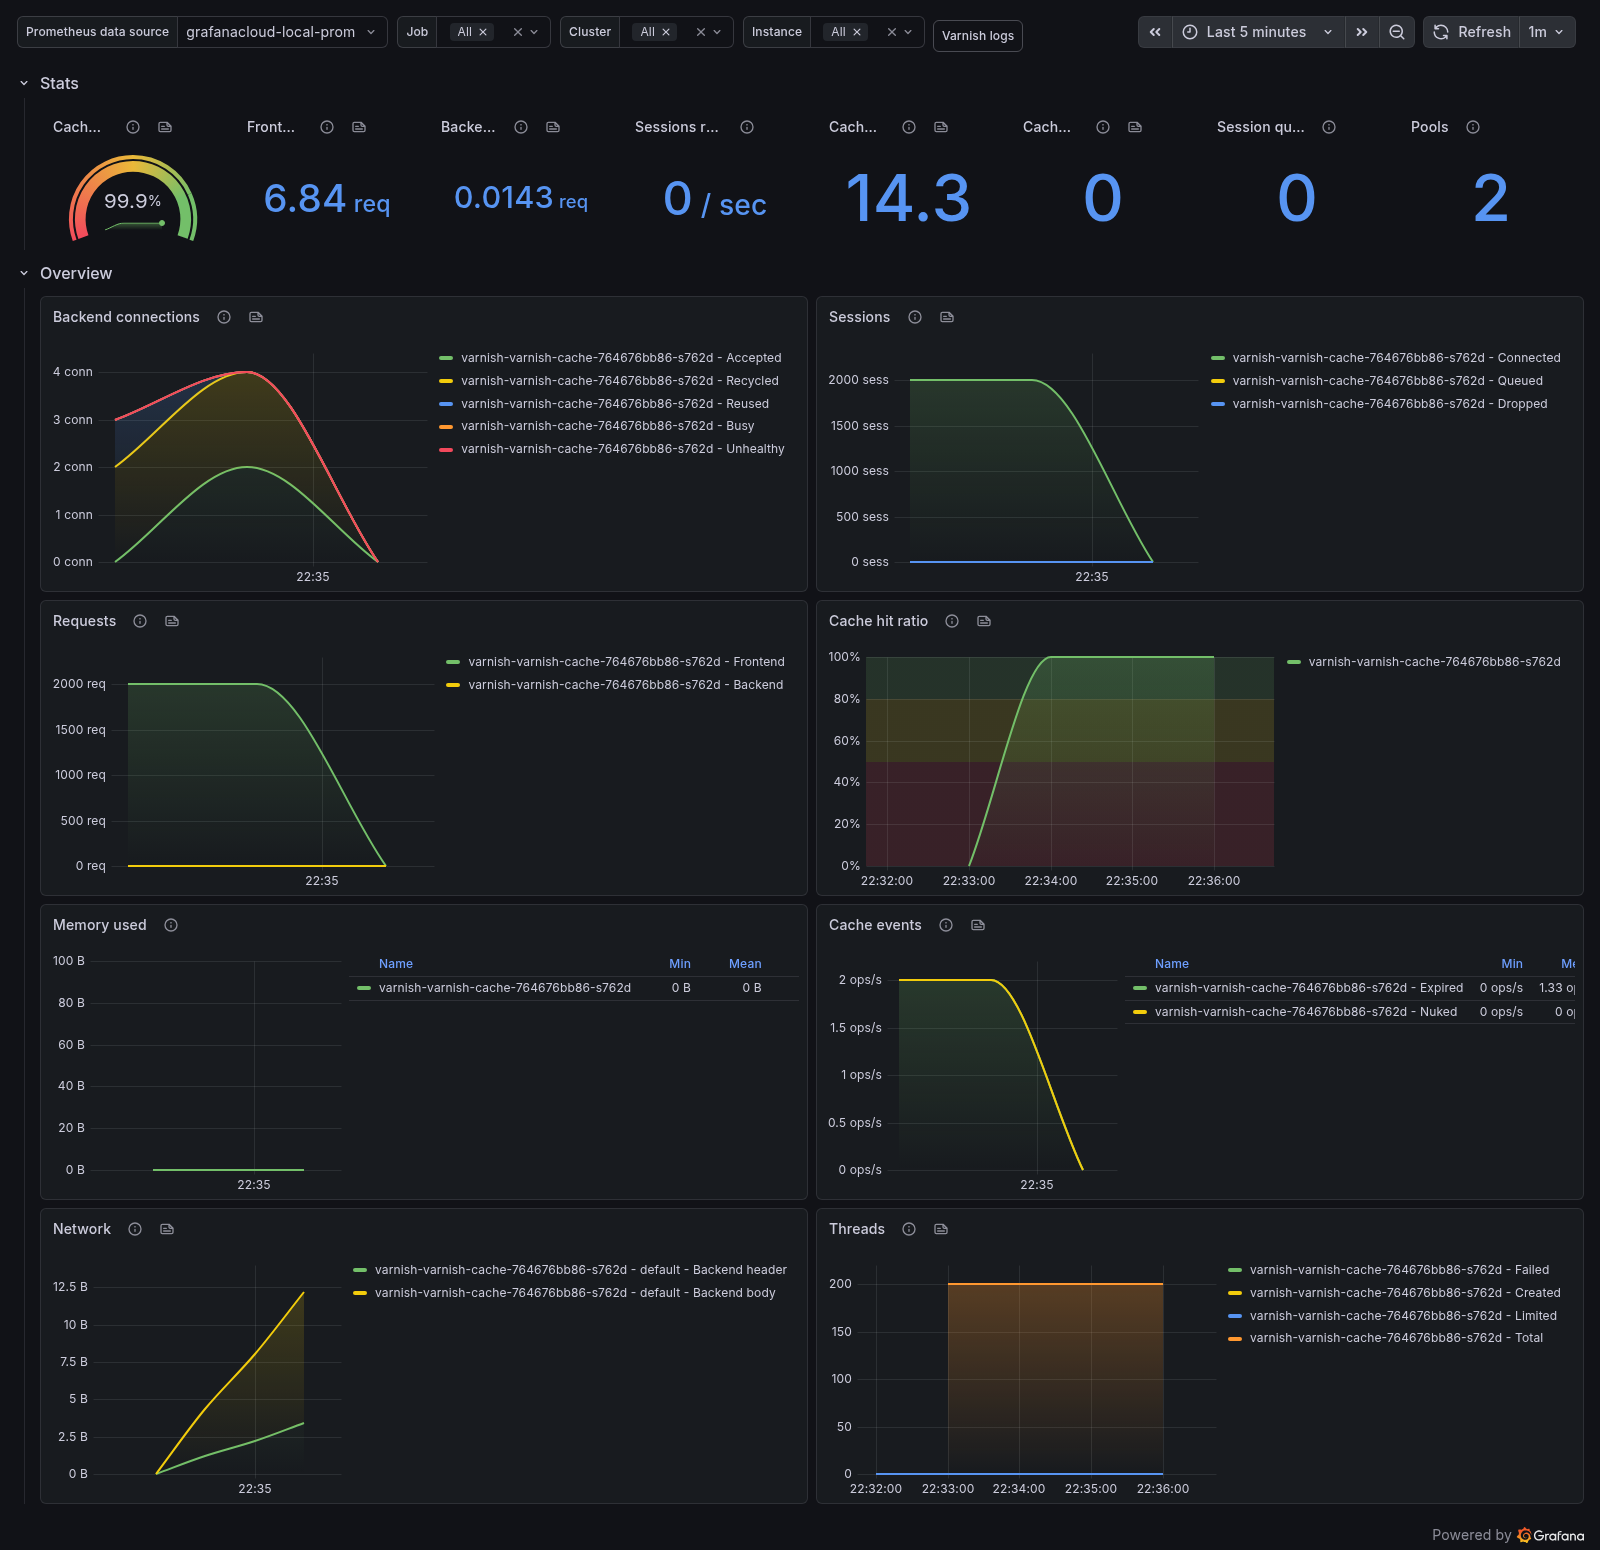 Prometheus data source grafanacloud-local-prom Job All Cluster All Instance All Varnish logs Last 5 minutes Refresh 1m
Stats
Cach... Front... Backe... Sessions r... Cach... Cach... Session qu... Pools
99.9% 6.84 req 0.0143 req 0 / sec 14.3 0 0 2
Overview
Backend connections
4 conn
3 conn
2 conn
1 conn
0 conn
22:35
varnish-varnish-cache-764676bb86-s762d - Accepted
varnish-varnish-cache-764676bb86-s762d - Recycled
varnish-varnish-cache-764676bb86-s762d - Reused
varnish-varnish-cache-764676bb86-s762d - Busy
varnish-varnish-cache-764676bb86-s762d - Unhealthy
Sessions
2000 sess
1500 sess
1000 sess
500 sess
0 sess
22:35
varnish-varnish-cache-764676bb86-s762d - Connected
varnish-varnish-cache-764676bb86-s762d - Queued
varnish-varnish-cache-764676bb86-s762d - Dropped
Requests
2000 req
1500 req
1000 req
500 req
0 req
22:35
varnish-varnish-cache-764676bb86-s762d - Frontend
varnish-varnish-cache-764676bb86-s762d - Backend
Cache hit ratio
100%
80%
60%
40%
20%
0%
22:32:00 22:33:00 22:34:00 22:35:00 22:36:00
varnish-varnish-cache-764676bb86-s762d
Memory used
100 B
80 B
60 B
40 B
20 B
0 B
22:35
Name Min Mean
varnish-varnish-cache-764676bb86-s762d 0 B 0 B
Cache events
2 ops/s
1.5 ops/s
1 ops/s
0.5 ops/s
0 ops/s
22:35
Name Min Me
varnish-varnish-cache-764676bb86-s762d - Expired 0 ops/s 1.33 op
varnish-varnish-cache-764676bb86-s762d - Nuked 0 ops/s 0 op
Network
12.5 B
10 B
7.5 B
5 B
2.5 B
0 B
22:35
varnish-varnish-cache-764676bb86-s762d - default - Backend header
varnish-varnish-cache-764676bb86-s762d - default - Backend body
Threads
200
150
100
50
0
22:32:00 22:33:00 22:34:00 22:35:00 22:36:00
varnish-varnish-cache-764676bb86-s762d - Failed
varnish-varnish-cache-764676bb86-s762d - Created
varnish-varnish-cache-764676bb86-s762d - Limited
varnish-varnish-cache-764676bb86-s762d - Total
Powered by Grafana